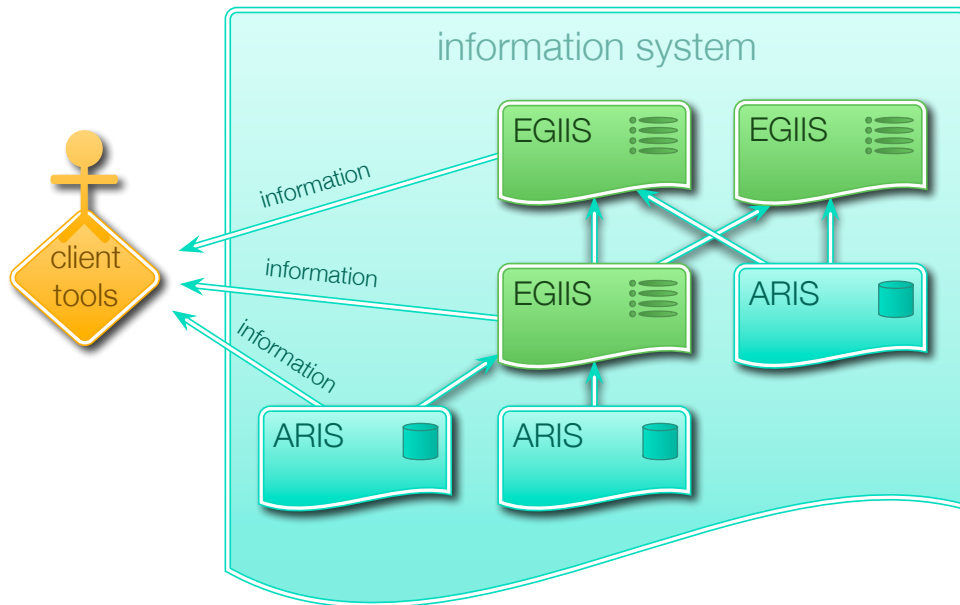 information system
EGIIS
EGIIS
information
client
tools
information
EGIIS
ARIS
information
ARIS
ARIS